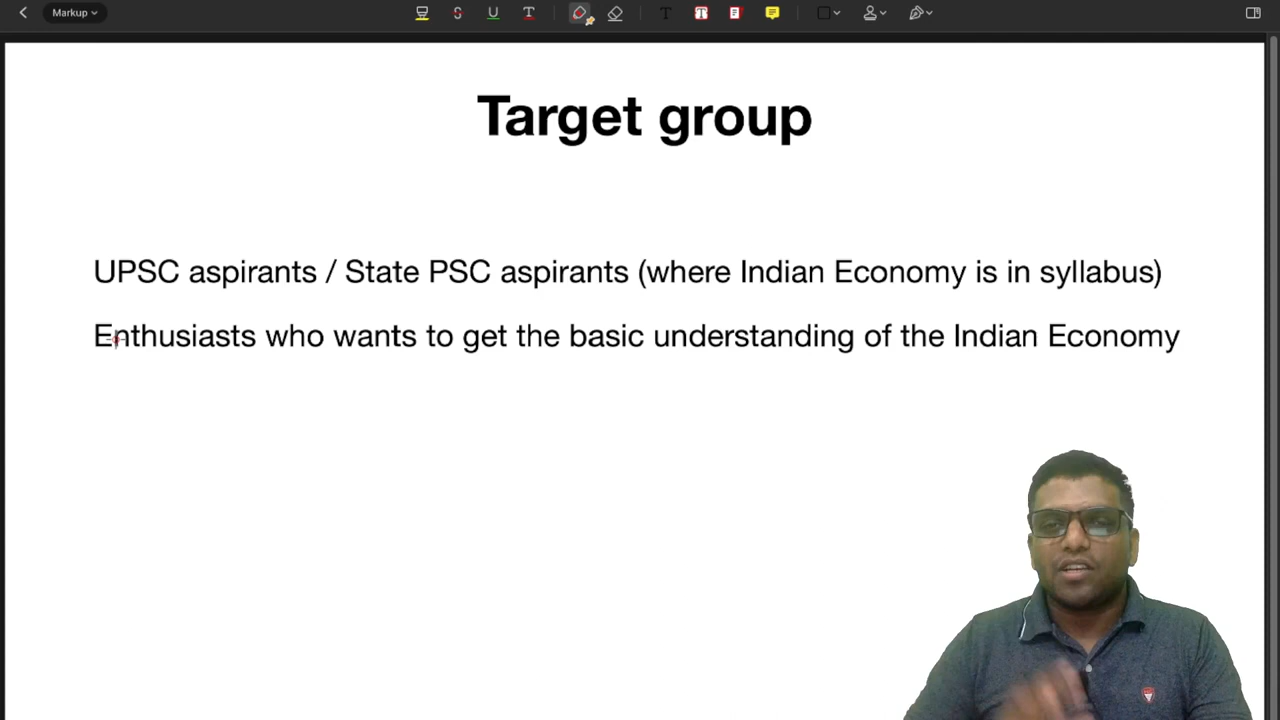 Markup
Target group
UPSC aspirants / State PSC aspirants (where Indian Economy is in syllabus)
Enthusiasts who wants to get the basic understanding of the Indian Economy